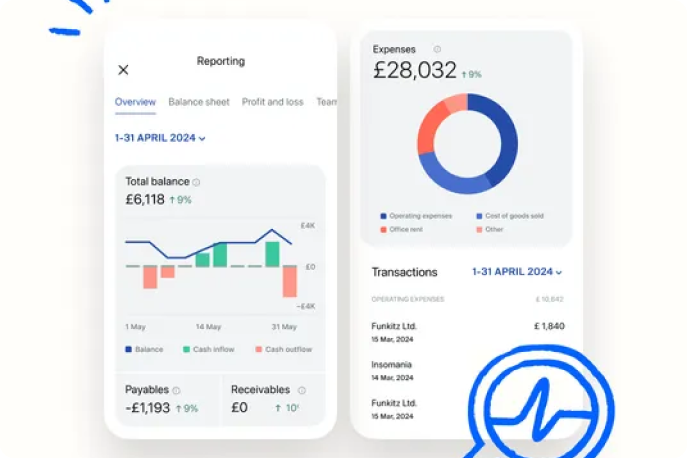 Reporting
Overview Balance sheet Profit and loss Team
1-31 APRIL 2024
Total balance
£6,118 ↑ 9%
£4K
£0
-£4K
1 May 14 May 31 May
Balance Cash inflow Cash outflow
Payables
-£1,193 ↑ 9%
Receivables
£0 ↑ 10
Expenses
£28,032 ↑ 9%
Operating expenses Cost of goods sold
Office rent Other
Transactions 1-31 APRIL 2024
OPERATING EXPENSES £ 10,842
Funkitz Ltd. £ 1,840
15 Mar, 2024
Insomania
14 Mar, 2024
Funkitz Ltd.
15 Mar, 2024